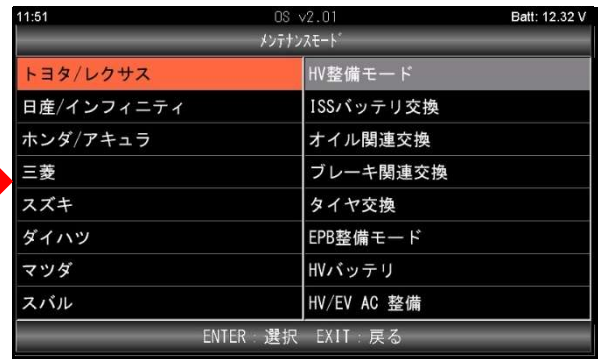 11:51 OS v2.01 Batt: 12.32 V
ﾒﾝﾃﾅﾝｽﾓｰﾄﾞ
トヨタ/レクサス
日産/インフィニティ
ホンダ/アキュラ
三菱
スズキ
ダイハツ
マツダ
スバル
HV整備モード
ISSバッテリ交換
オイル関連交換
ブレーキ関連交換
タイヤ交換
EPB整備モード
HVバッテリ
HV/EV AC 整備
ENTER : 選択 EXIT : 戻る